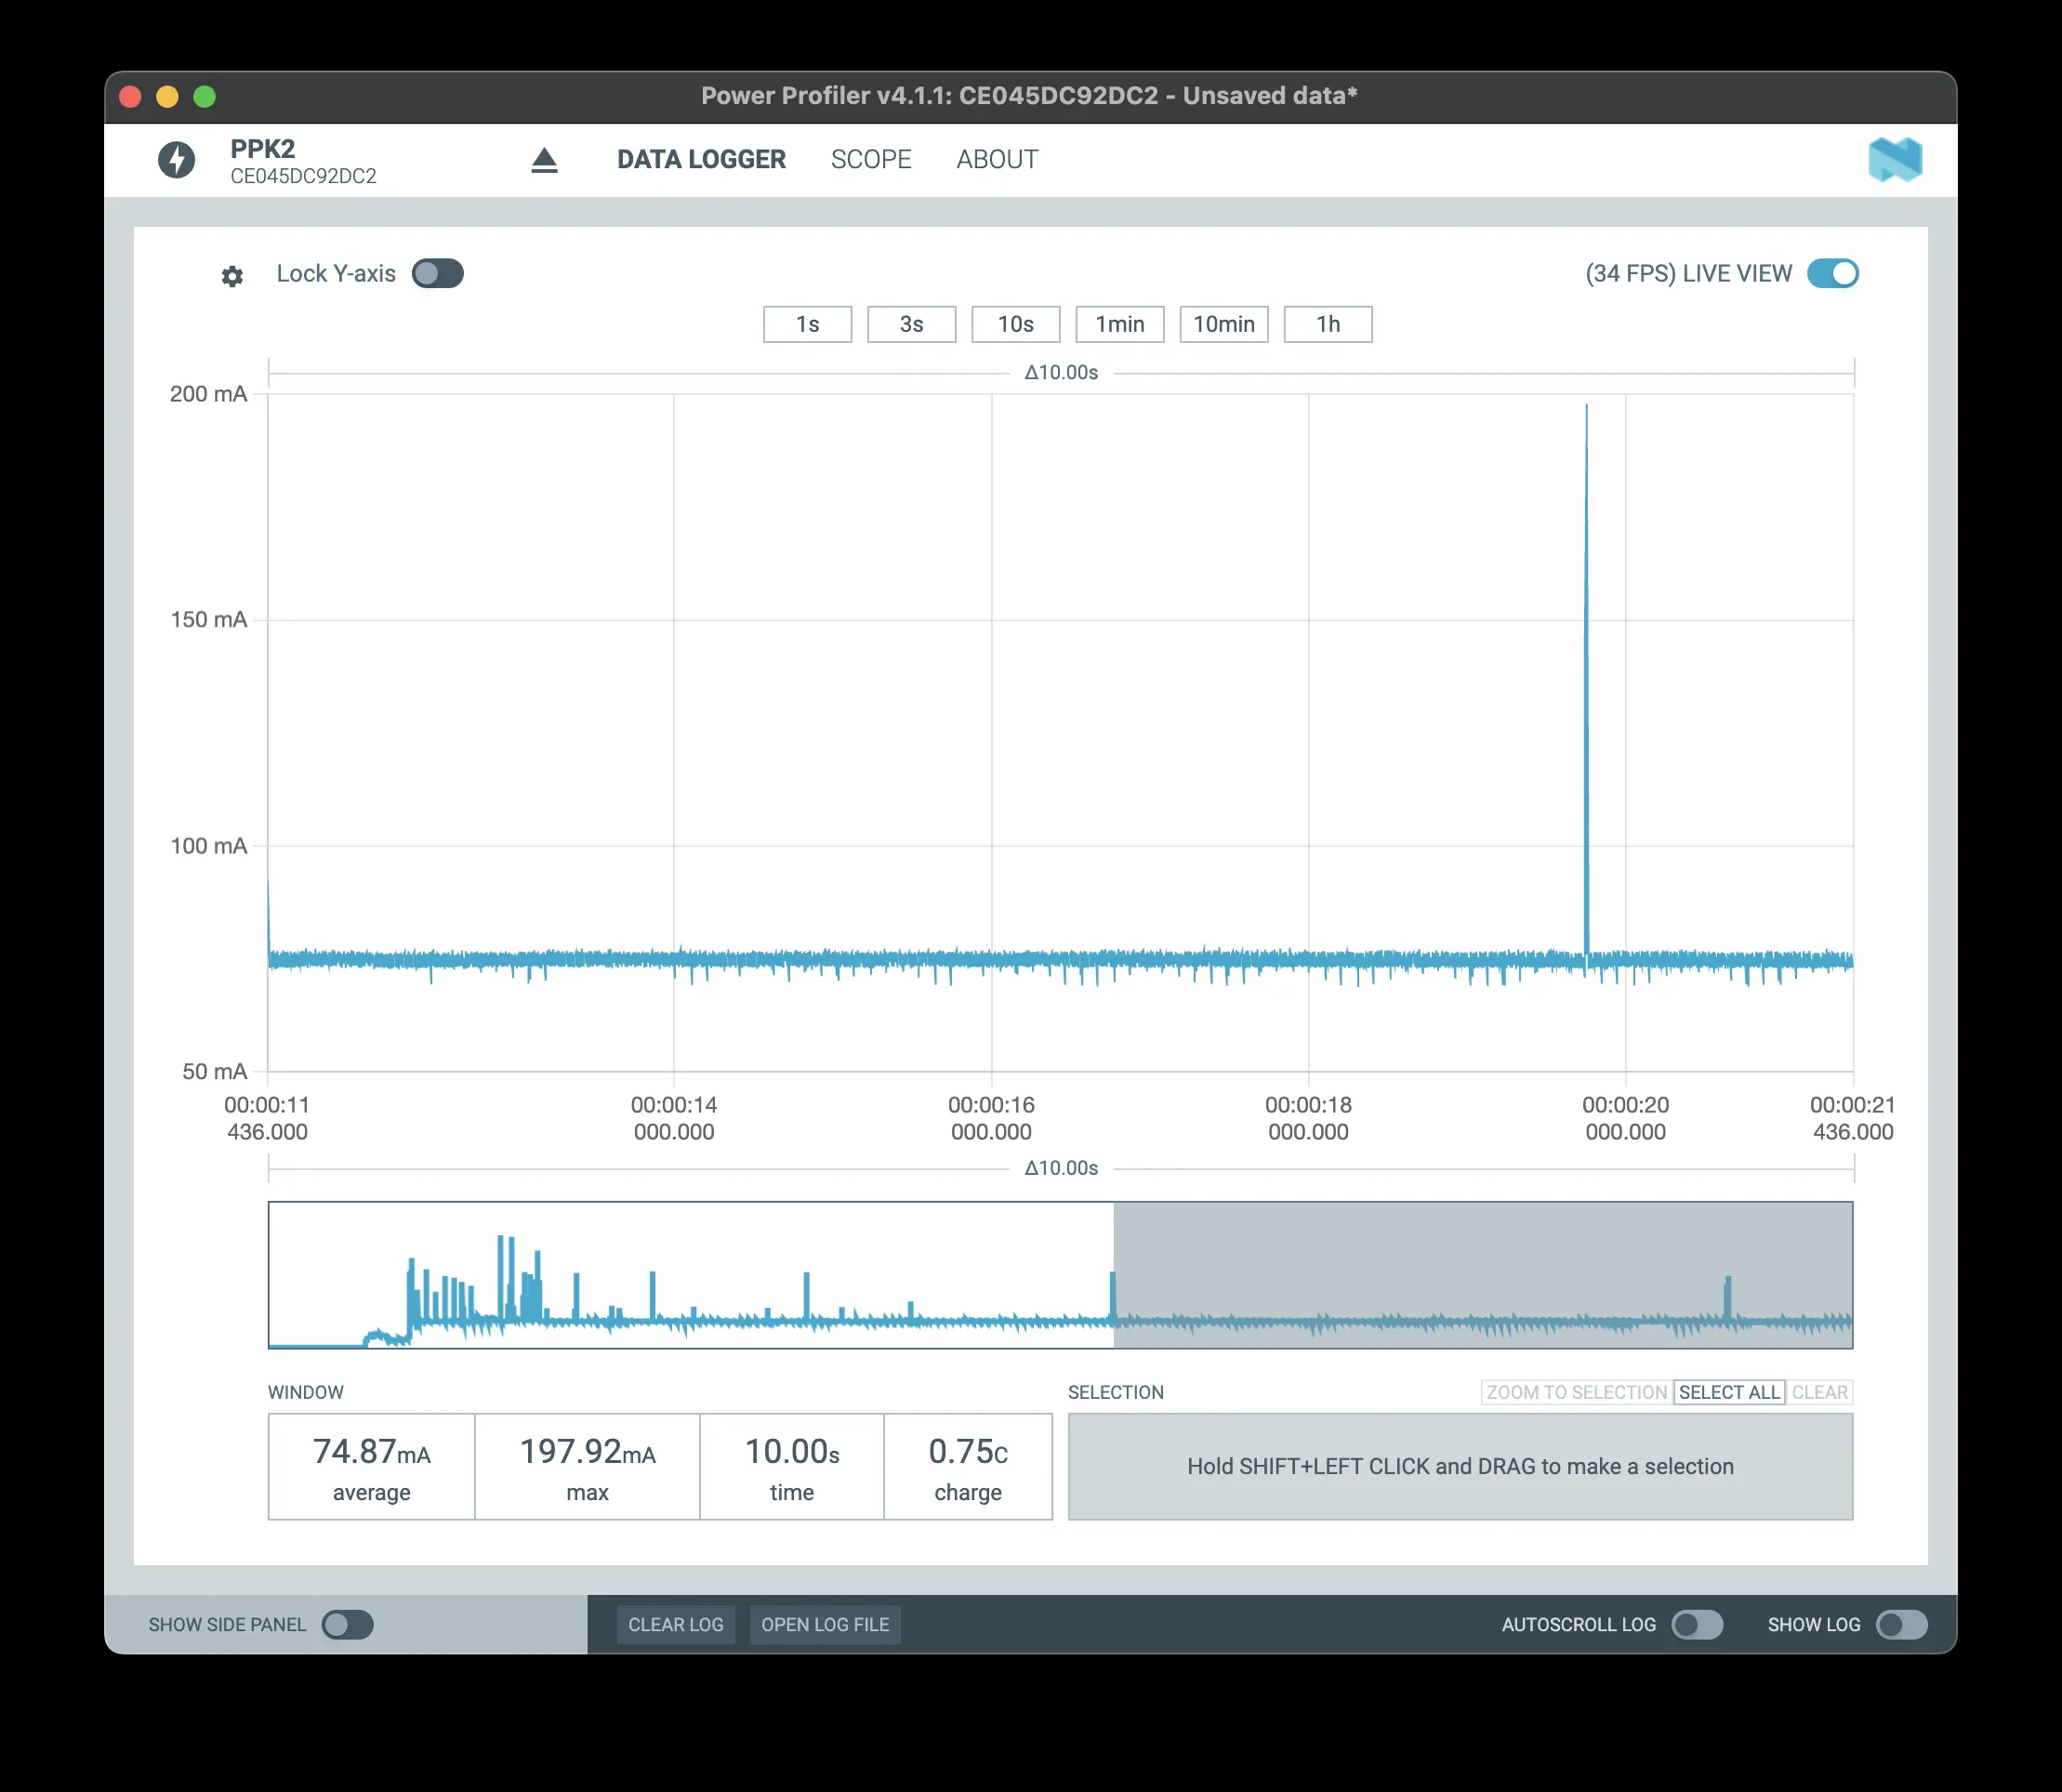 Power Profiler v4.1.1: CE045DC92DC2 - Unsaved data*
PPK2
CE045DC92DC2
DATA LOGGER
SCOPE
ABOUT
Lock Y-axis
(34 FPS) LIVE VIEW
1s
3s
10s
1min
10min
1h
Δ10.00s
200 mA
150 mA
100 mA
50 mA
00:00:11
436.000
00:00:14
000.000
00:00:16
000.000
00:00:18
000.000
00:00:20
000.000
00:00:21
436.000
Δ10.00s
WINDOW
74.87mA
average
197.92mA
max
10.00s
time
0.75C
charge
SELECTION
ZOOM TO SELECTION
SELECT ALL
CLEAR
Hold SHIFT+LEFT CLICK and DRAG to make a selection
SHOW SIDE PANEL
CLEAR LOG
OPEN LOG FILE
AUTOSCROLL LOG
SHOW LOG